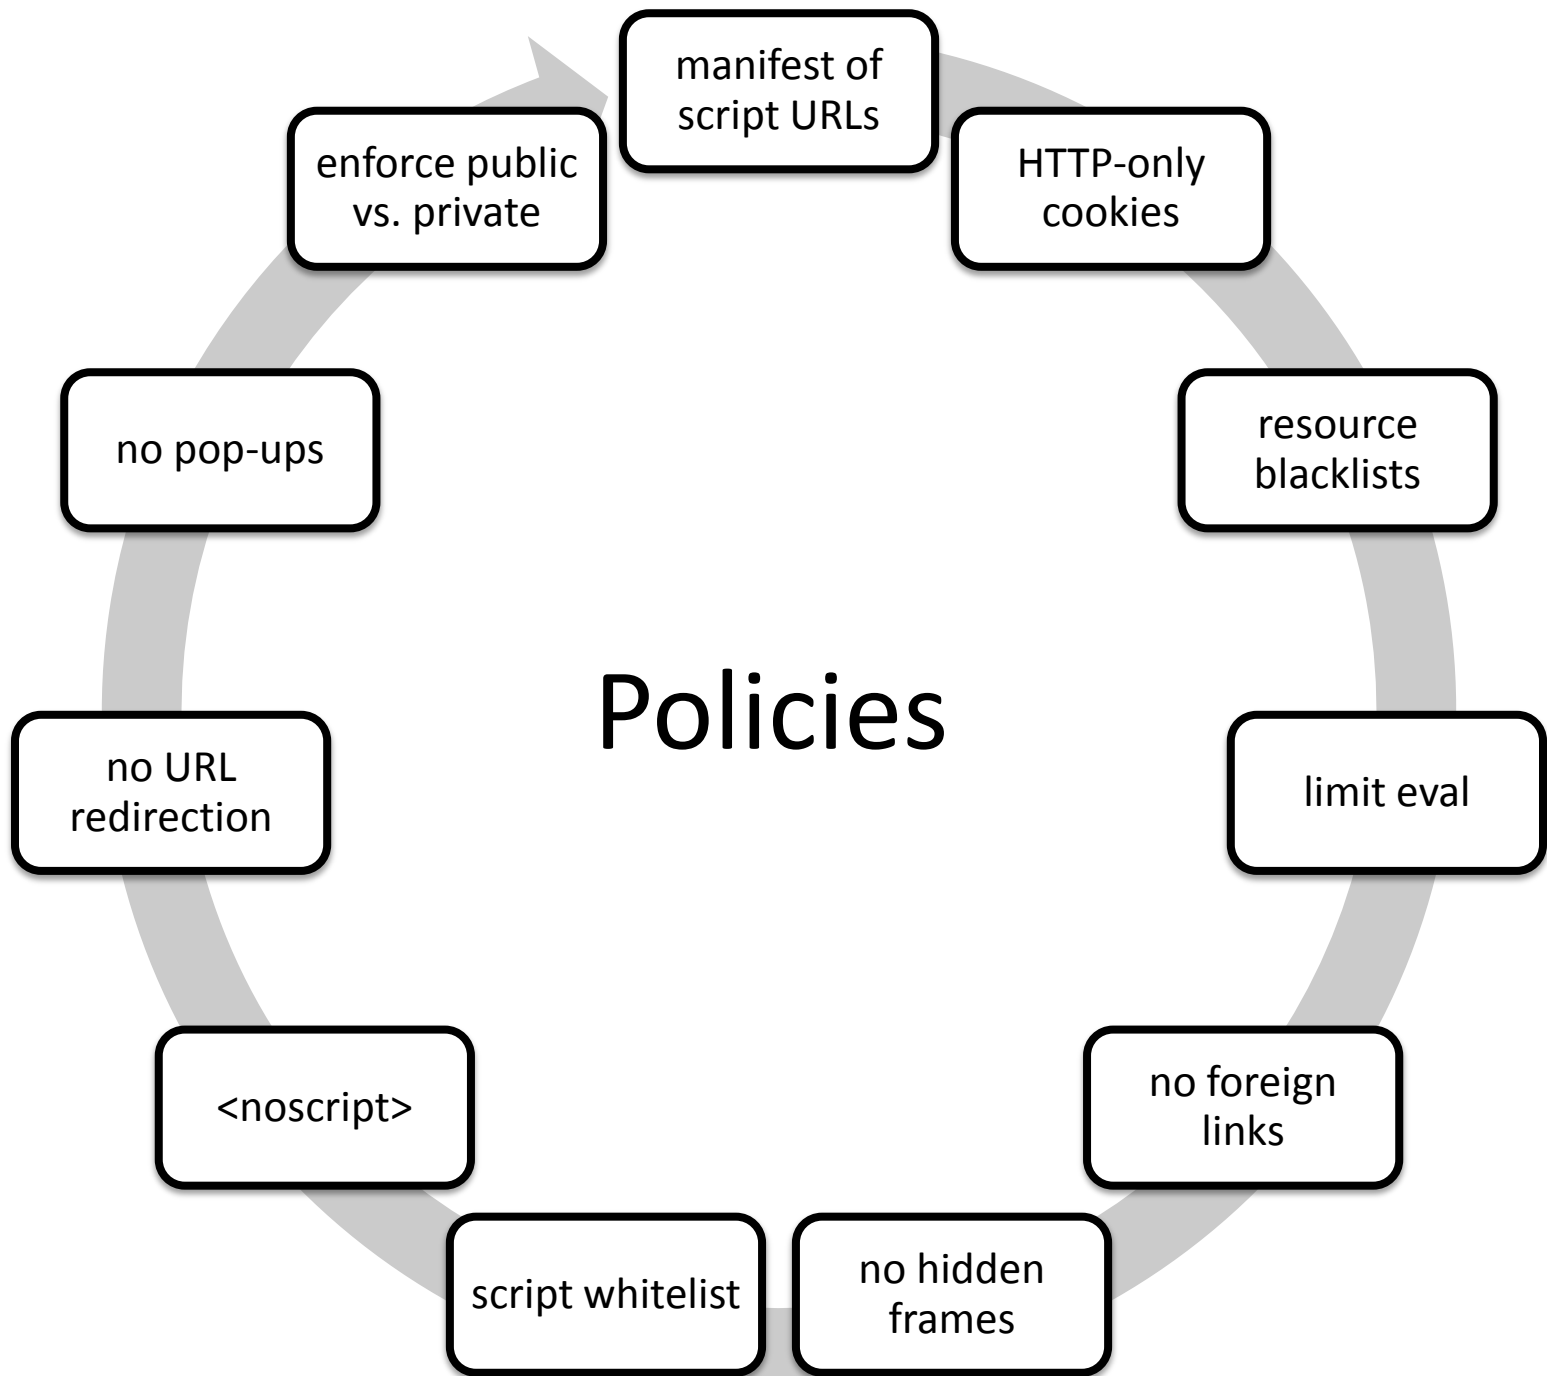 manifest of
script URLs
HTTP-only
cookies
resource
blacklists
limit eval
no foreign
links
no hidden
frames
script whitelist
<noscript>
no URL
redirection
no pop-ups
enforce public
vs. private
Policies